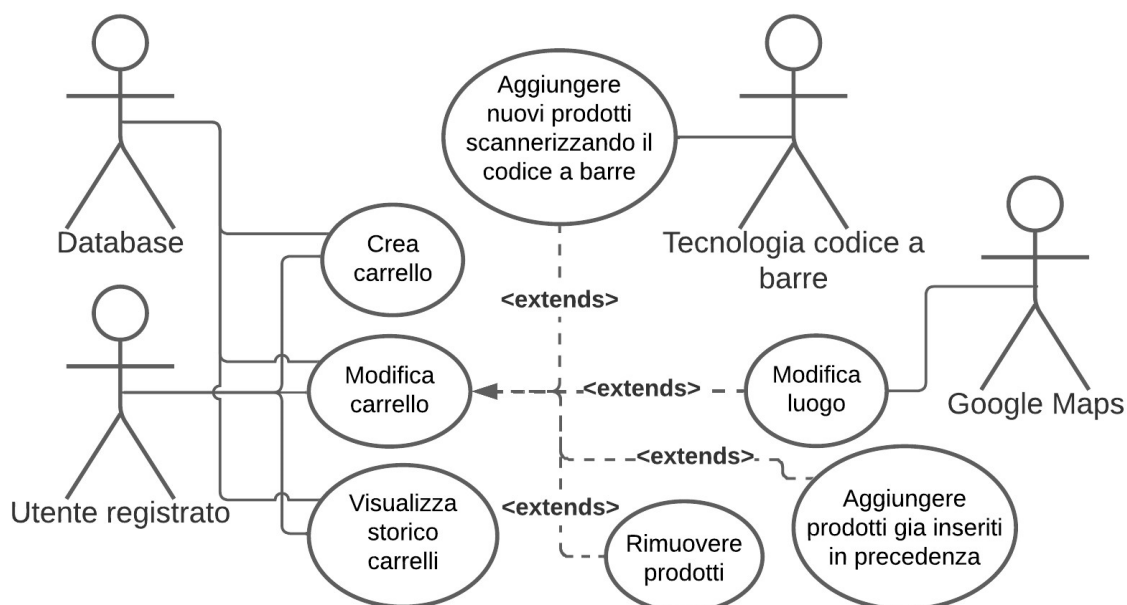 Aggiungere
nuovi prodotti
scannerizzando il
codice a barre
Database
Tecnologia codice a
barre
Crea
carrello
<extends>
Modifica
carrello
<extends>
Modifica
luogo
Google Maps
<extends>
Utente registrato
Visualizza
storico
carrelli
<extends>
Rimuovere
prodotti
Aggiungere
prodotti gia inseriti
in precedenza